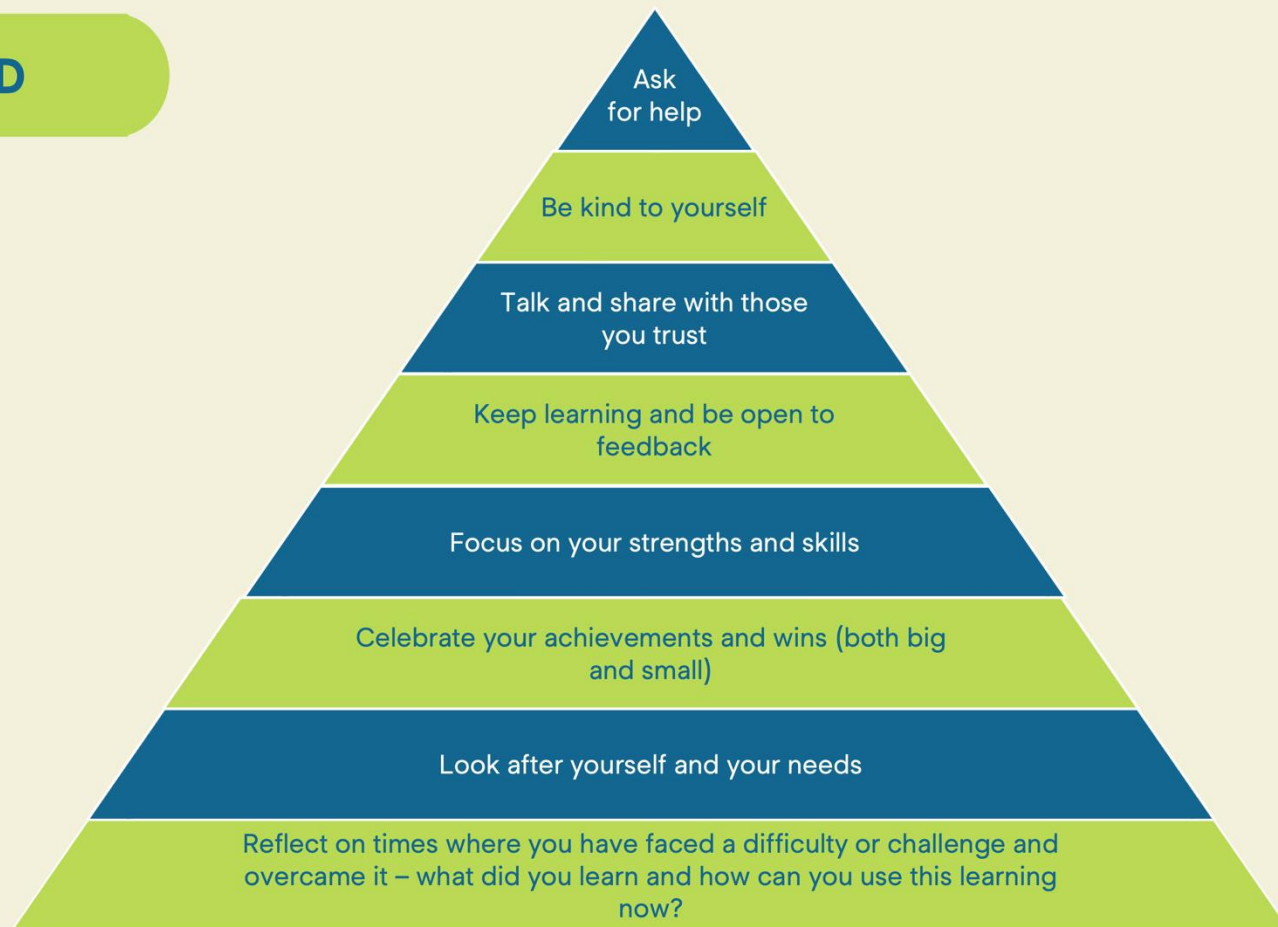 D
Ask
for help
Be kind to yourself
Talk and share with those
you trust
Keep learning and be open to
feedback
Focus on your strengths and skills
Celebrate your achievements and wins (both big
and small)
Look after yourself and your needs
Reflect on times where you have faced a difficulty or challenge and
overcame it – what did you learn and how can you use this learning
now?